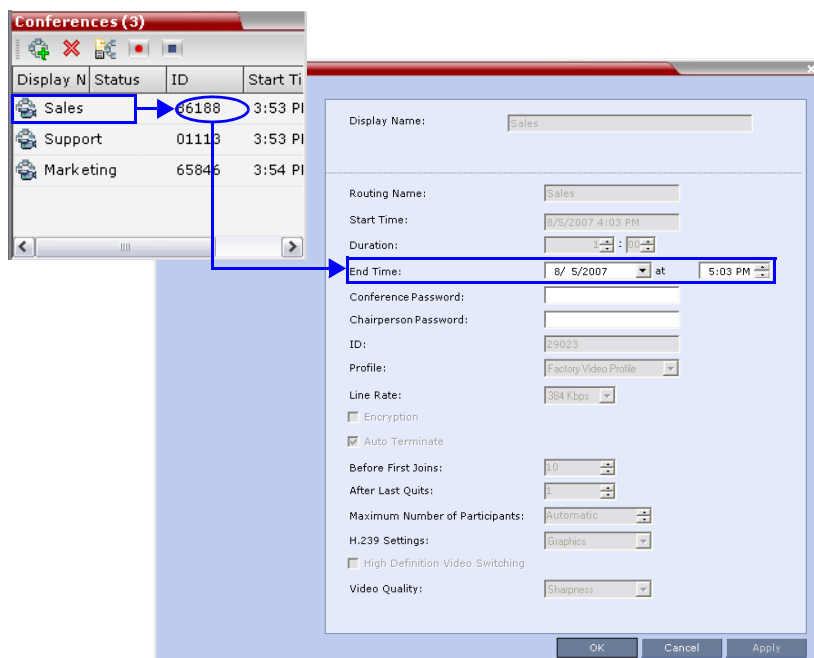 Conferences (3)
Display N Status ID Start Ti
Sales 86188 3:53 PI
Support 01113 3:53 PI
Marketing 65846 3:54 PI
Display Name: Sales
Routing Name: Sales
Start Time: 8/5/2007 4:03 PM
Duration: 1 : 00
End Time: 8/ 5/2007 at 5:03 PM
Conference Password:
Chairperson Password:
ID: 29023
Profile: Factory Video Profile
Line Rate: 384 Kbps
Encryption
Auto Terminate
Before First Joins: 10
After Last Quits: 1
Maximum Number of Participants: Automatic
H.239 Settings: Graphics
High Definition Video Switching
Video Quality: Sharpness
OK Cancel Apply